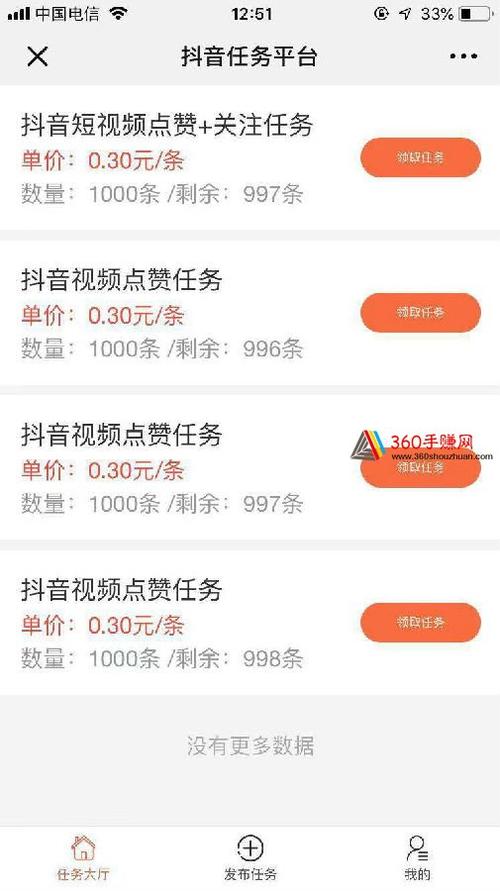 中国电信 12:51 33%
抖音任务平台
抖音短视频点赞+关注任务
单价：0.30元/条
领取任务
数量：1000条 /剩余：997条
抖音视频点赞任务
单价：0.30元/条
领取任务
数量：1000条 /剩余：996条
抖音视频点赞任务
360手赚网
www.360shouzhuan.com
单价：0.30元/条
领取任务
数量：1000条 /剩余：997条
抖音视频点赞任务
单价：0.30元/条
领取任务
数量：1000条 /剩余：998条
没有更多数据
任务大厅 发布任务 我的